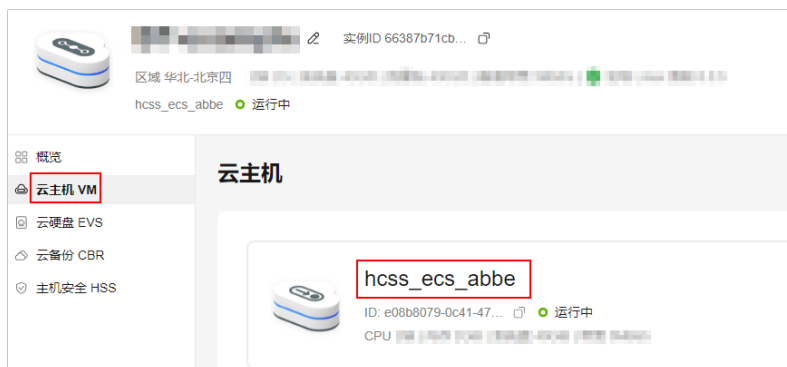 实例ID 66387b71cb...
区域 华北-北京四
hcss_ecs_abbe 运行中
概览
云主机 VM
云硬盘 EVS
云备份 CBR
主机安全 HSS
云主机
hcss_ecs_abbe
ID: e08b8079-0c41-47... 运行中
CPU